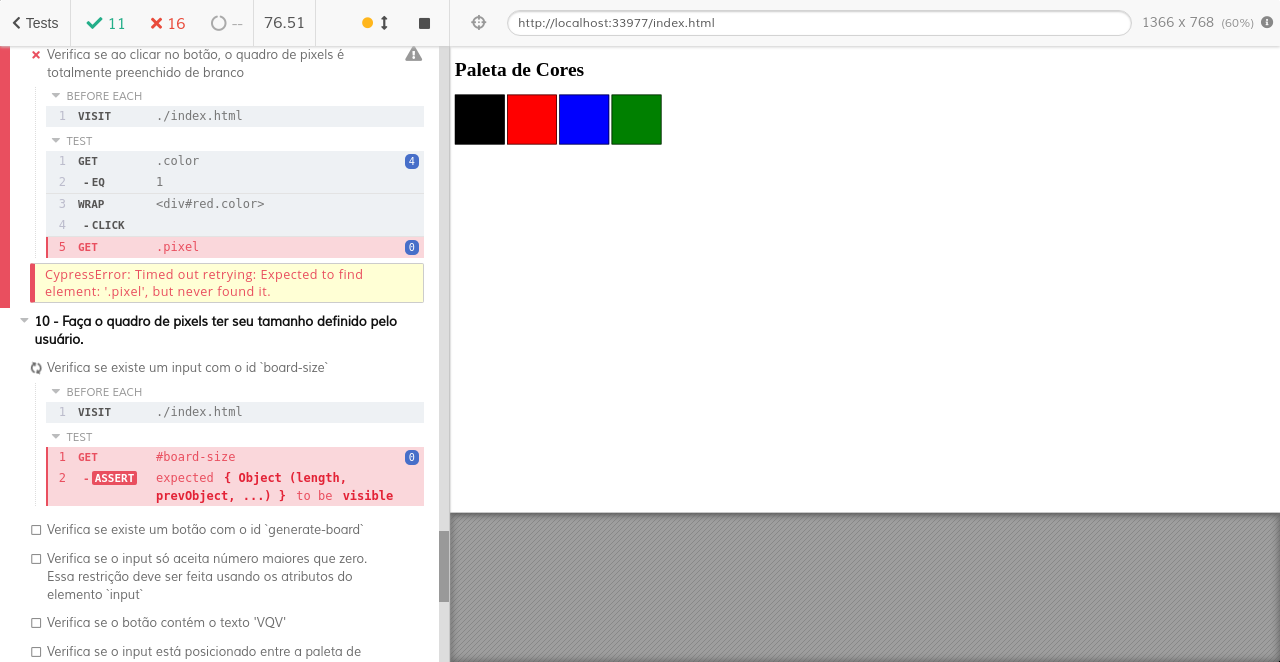 Tests 11 16 -- 76.51 http://localhost:33977/index.html 1366 x 768 (60%)
Verifica se ao clicar no botão, o quadro de pixels é
totalmente preenchido de branco
BEFORE EACH
1 VISIT ./index.html
TEST
1 GET .color 4
2 - EQ 1
3 WRAP <div#red.color>
4 - CLICK
5 GET .pixel 0
CypressError: Timed out retrying: Expected to find
element: '.pixel', but never found it.
10 - Faça o quadro de pixels ter seu tamanho definido pelo
usuário.
Verifica se existe um input com o id `board-size`
BEFORE EACH
1 VISIT ./index.html
TEST
1 GET #board-size 0
2 - ASSERT expected { Object (length,
prevObject, ...) } to be visible
Verifica se existe um botão com o id `generate-board`
Verifica se o input só aceita número maiores que zero.
Essa restrição deve ser feita usando os atributos do
elemento `input`
Verifica se o botão contém o texto 'VQV'
Verifica se o input está posicionado entre a paleta de
Paleta de Cores